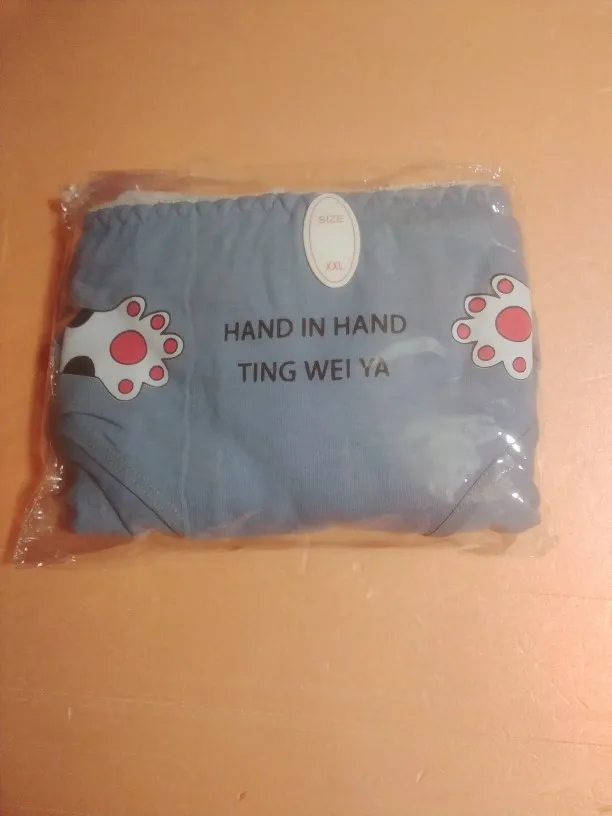 SIZE
XXL
HAND IN HAND
TING WEI YA